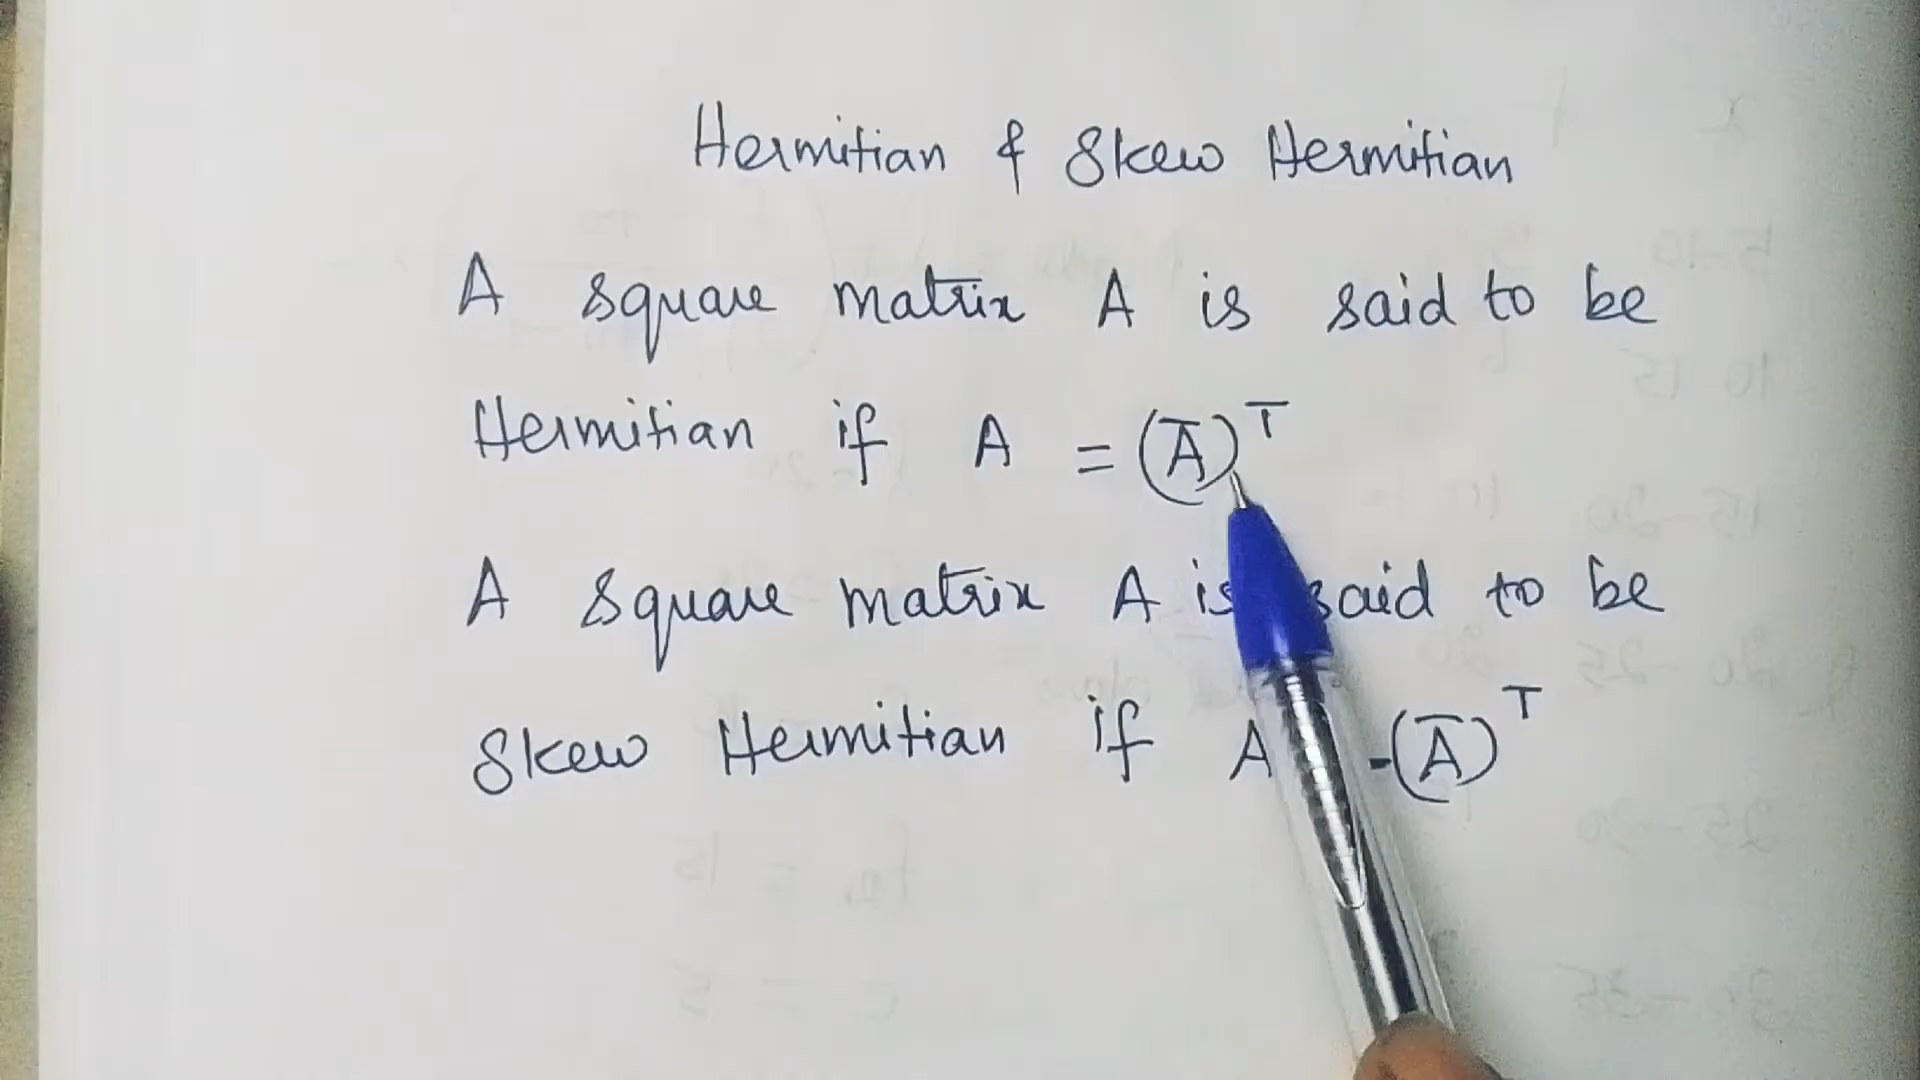 Hermitian & Skew Hermitian
A square matrix A is said to be
Hermitian if A = (A̅)ᵀ
A square matrix A is said to be
Skew Hermitian if A -(A̅)ᵀ